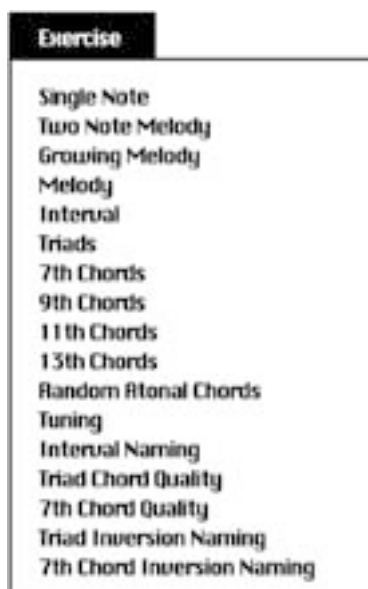 Exercise
Single Note
Two Note Melody
Growing Melody
Melody
Interval
Triads
7th Chords
9th Chords
11th Chords
13th Chords
Random Atonal Chords
Tuning
Interval Naming
Triad Chord Quality
7th Chord Quality
Triad Inversion Naming
7th Chord Inversion Naming